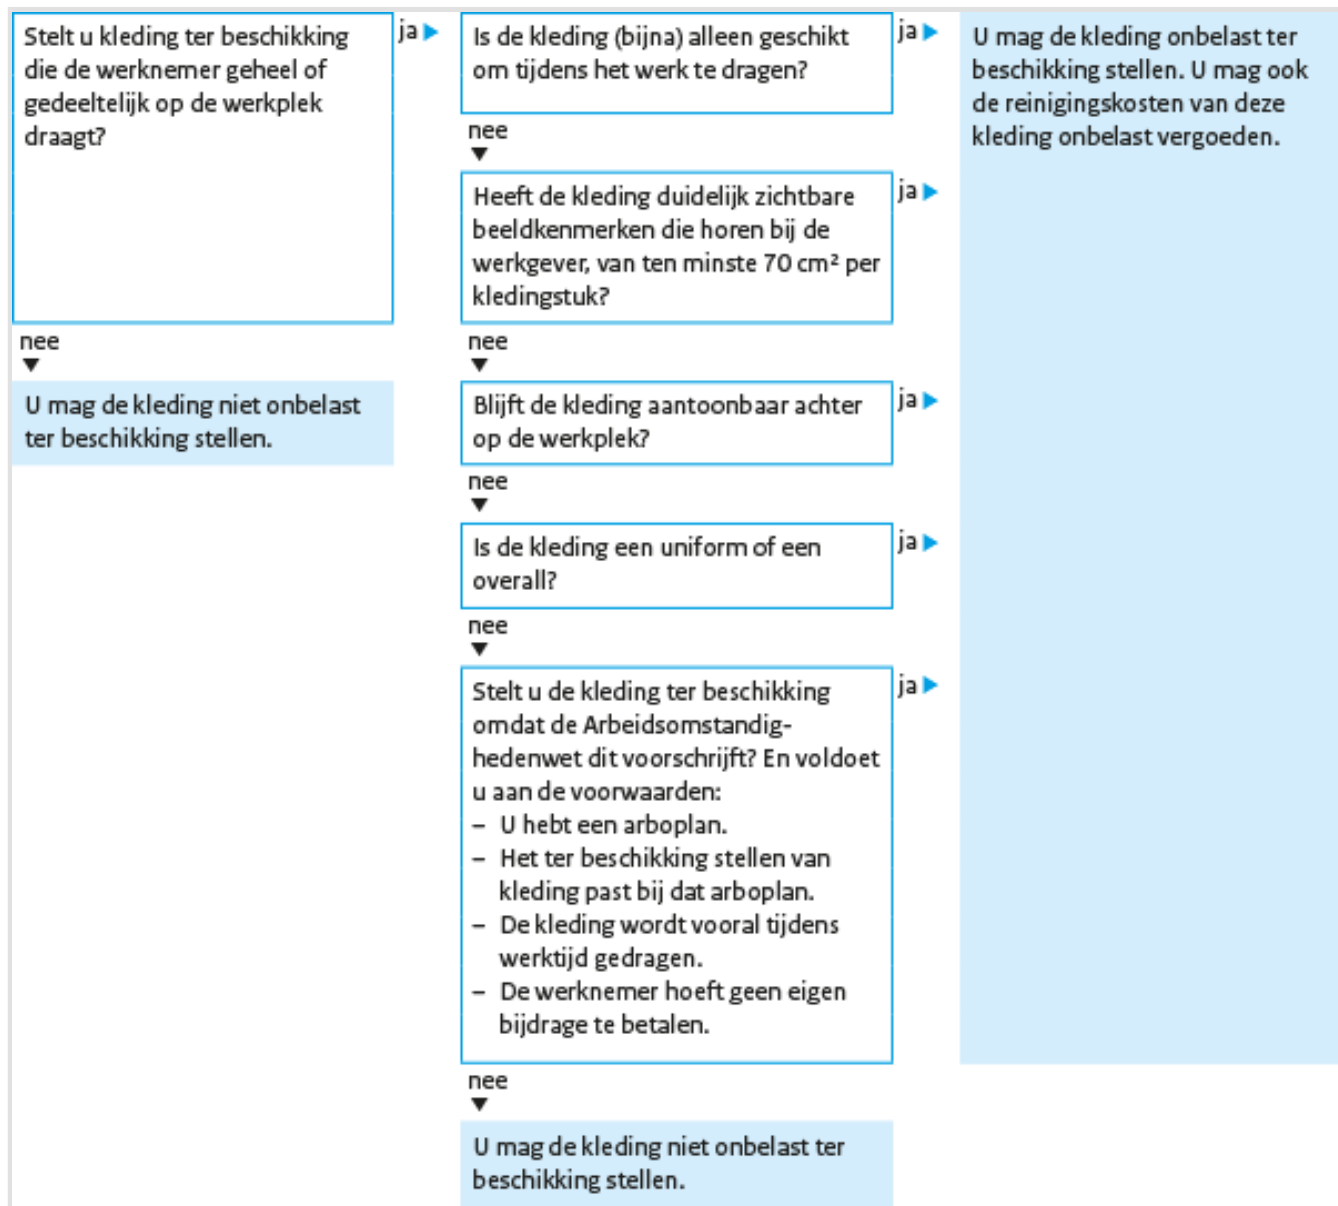 Stelt u kleding ter beschikking
die de werknemer geheel of
gedeeltelijk op de werkplek
draagt?
ja
nee
U mag de kleding niet onbelast
ter beschikking stellen.
Is de kleding (bijna) alleen geschikt
om tijdens het werk te dragen?
ja
nee
Heeft de kleding duidelijk zichtbare
beeldkenmerken die horen bij de
werkgever, van ten minste 70 cm² per
kledingstuk?
ja
nee
Blijft de kleding aantoonbaar achter
op de werkplek?
ja
nee
Is de kleding een uniform of een
overall?
ja
nee
Stelt u de kleding ter beschikking
omdat de Arbeidsomstandig-
hedenwet dit voorschrijft? En voldoet
u aan de voorwaarden:
– U hebt een arboplan.
– Het ter beschikking stellen van
kleding past bij dat arboplan.
– De kleding wordt vooral tijdens
werktijd gedragen.
– De werknemer hoeft geen eigen
bijdrage te betalen.
ja
nee
U mag de kleding niet onbelast ter
beschikking stellen.
U mag de kleding onbelast ter
beschikking stellen. U mag ook
de reinigingskosten van deze
kleding onbelast vergoeden.